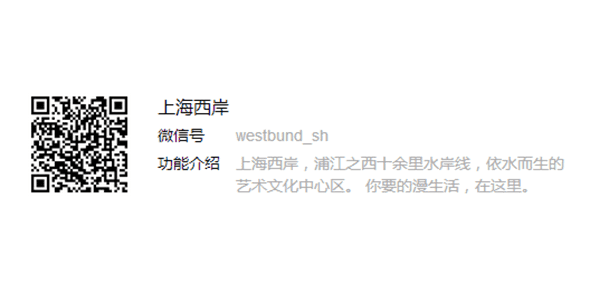 上海西岸
微信号 westbund_sh
功能介绍 上海西岸，浦江之西十余里水岸线，依水而生的
艺术文化中心区。 你要的漫生活，在这里。